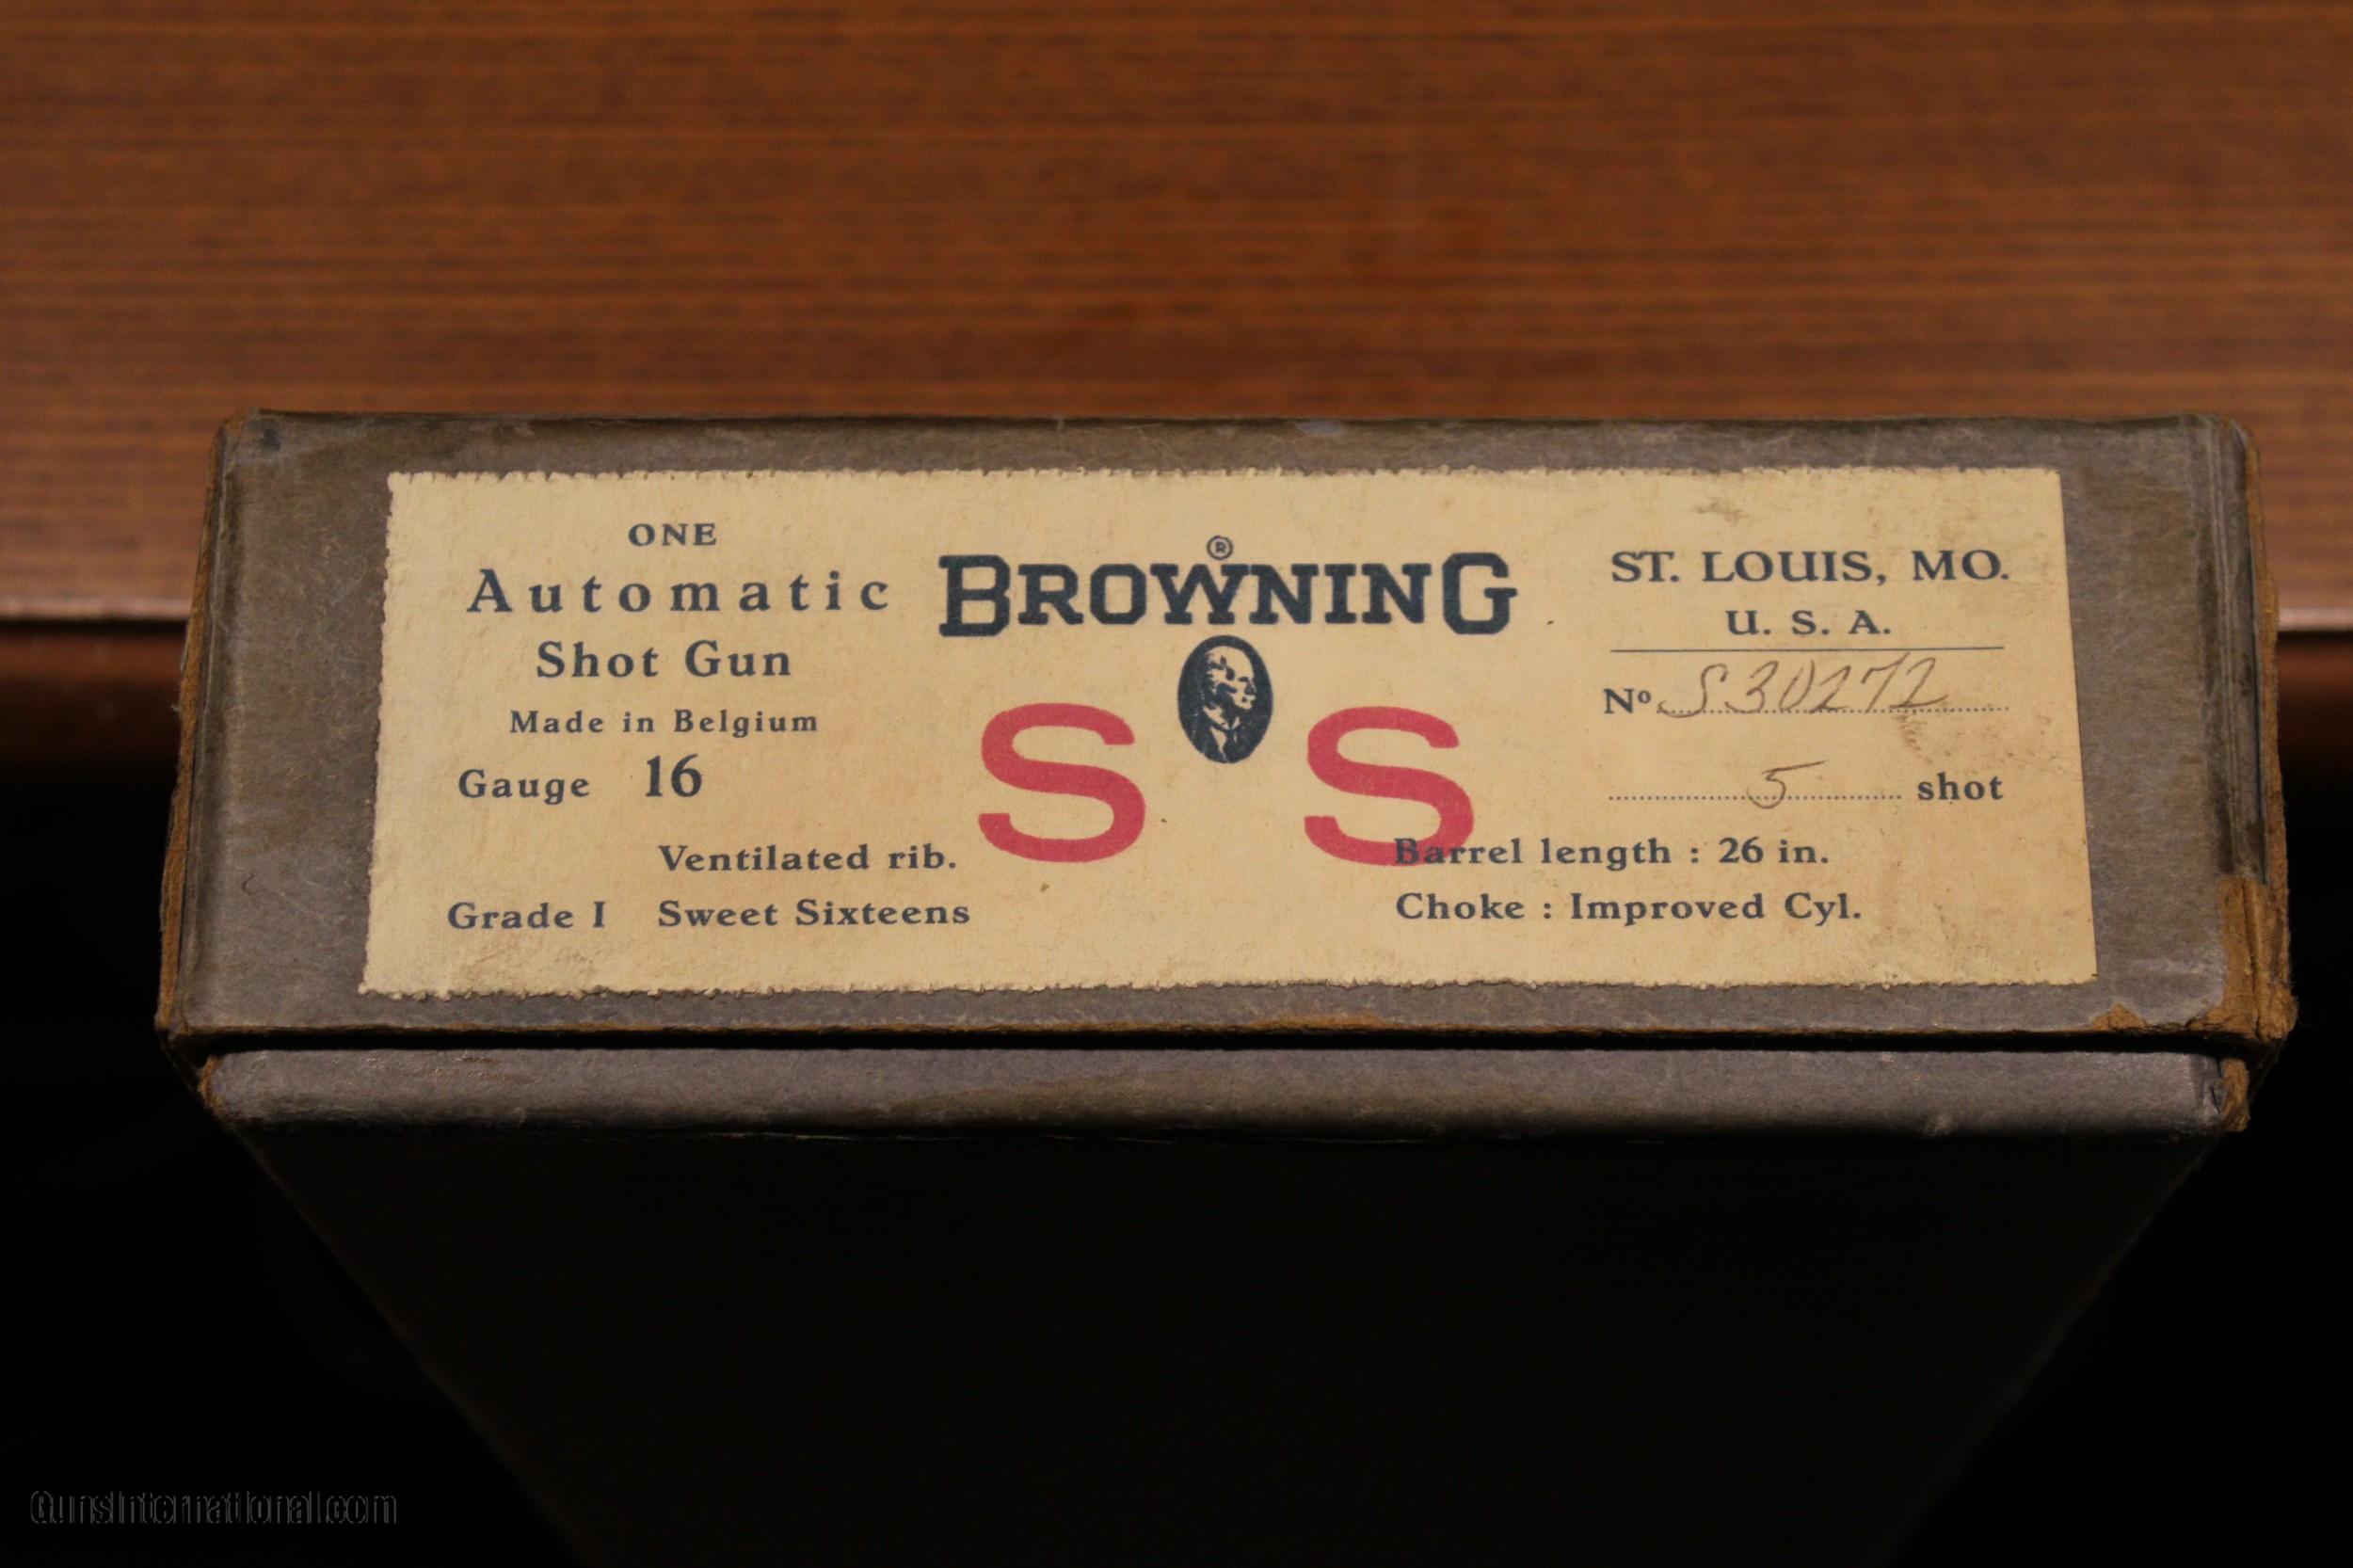 ONE
Automatic
Shot Gun
Made in Belgium
Gauge 16
Ventilated rib.
Grade I Sweet Sixteens
®
BROWNING
S S
ST. LOUIS, MO.
U. S. A.
Nº S30272
5 shot
Barrel length : 26 in.
Choke : Improved Cyl.
GunsInternational.com